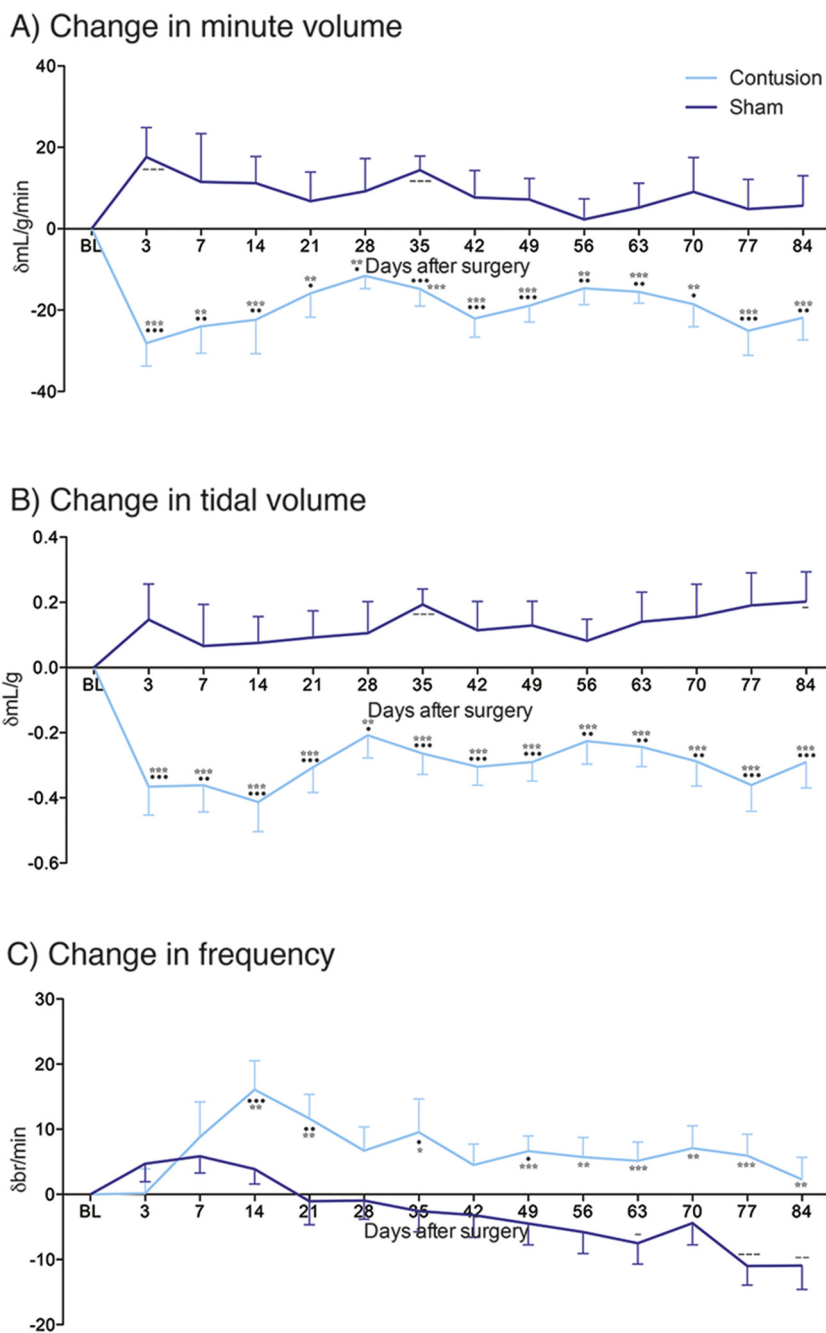 A) Change in minute volume
40
Contusion
Sham
20
δmL/g/min
0
BL 3 7 14 21 28 35 42 49 56 63 70 77 84
Days after surgery
-20
-40
B) Change in tidal volume
0.4
0.2
δmL/g
0.0
BL 3 7 14 21 28 35 42 49 56 63 70 77 84
Days after surgery
-0.2
-0.4
-0.6
C) Change in frequency
30
20
δbr/min
10
0
BL 3 7 14 21 28 35 42 49 56 63 70 77 84
Days after surgery
-10
-20